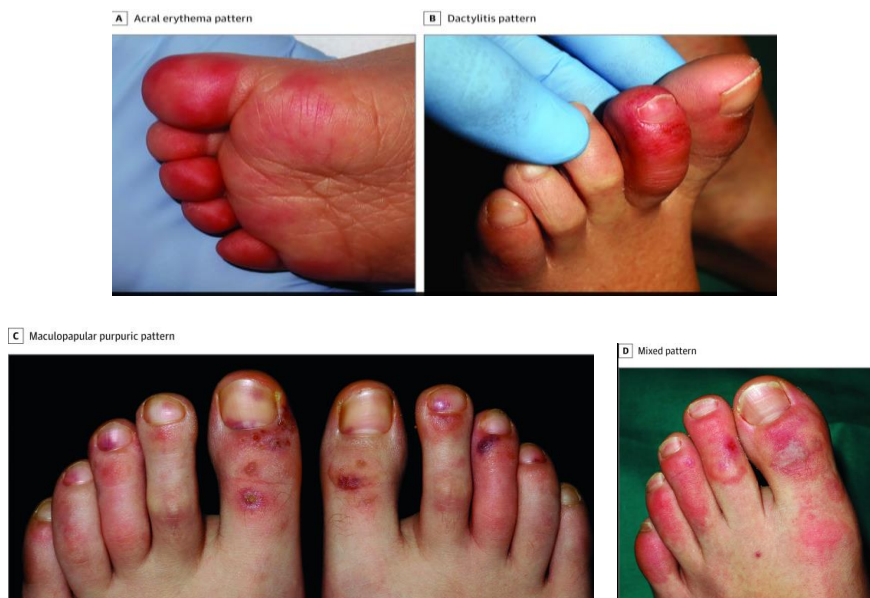 A Acral erythema pattern
B Dactylitis pattern
C Maculopapular purpuric pattern
D Mixed pattern